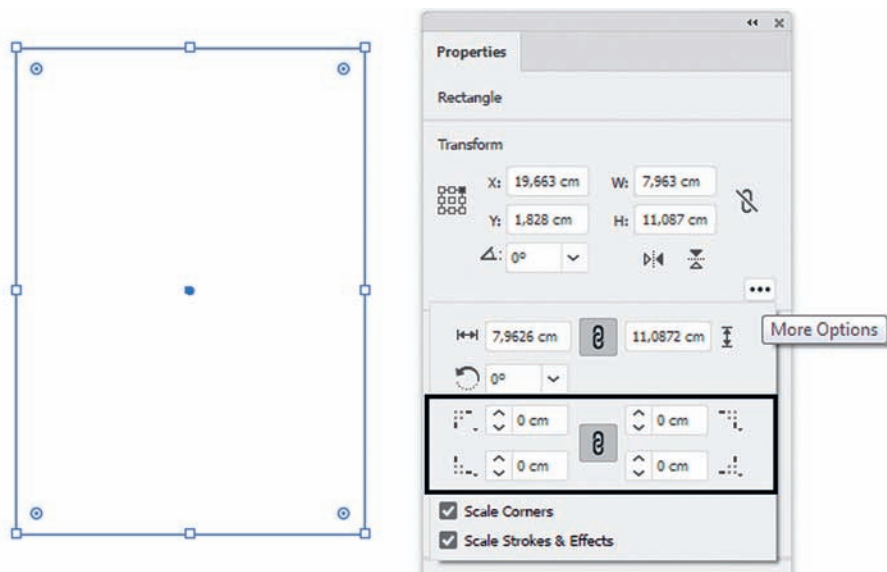 Properties
Rectangle
Transform
X: 19,663 cm W: 7,963 cm
Y: 1,828 cm H: 11,087 cm
0°
More Options
7,9626 cm 11,0872 cm
0°
0 cm 0 cm
0 cm 0 cm
Scale Corners
Scale Strokes & Effects